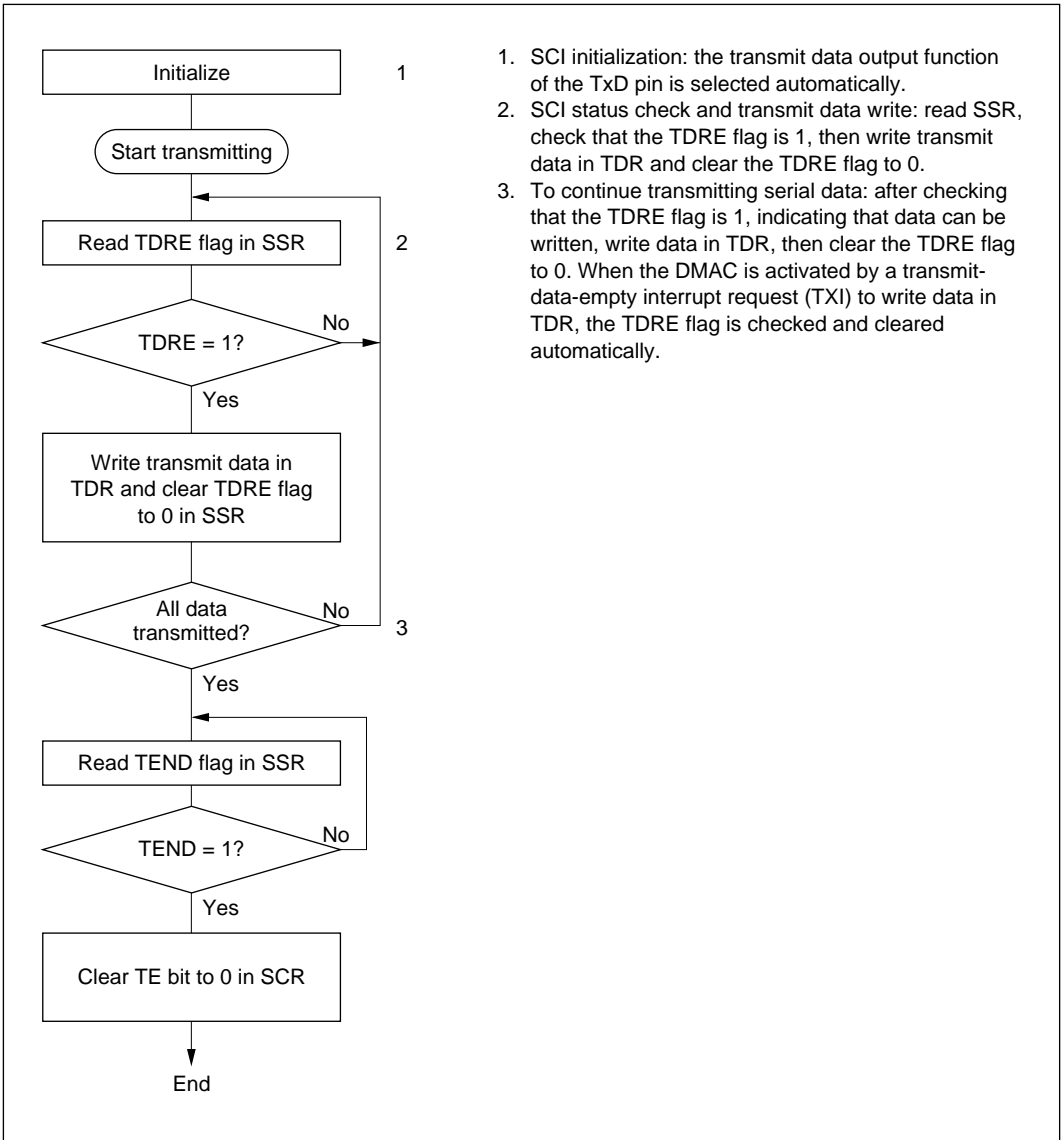 Initialize
1
Start transmitting
Read TDRE flag in SSR
2
TDRE = 1?
No
Yes
Write transmit data in
TDR and clear TDRE flag
to 0 in SSR
All data
transmitted?
No
3
Yes
Read TEND flag in SSR
TEND = 1?
No
Yes
Clear TE bit to 0 in SCR
End
1. SCI initialization: the transmit data output function
of the TxD pin is selected automatically.
2. SCI status check and transmit data write: read SSR,
check that the TDRE flag is 1, then write transmit
data in TDR and clear the TDRE flag to 0.
3. To continue transmitting serial data: after checking
that the TDRE flag is 1, indicating that data can be
written, write data in TDR, then clear the TDRE flag
to 0. When the DMAC is activated by a transmit-
data-empty interrupt request (TXI) to write data in
TDR, the TDRE flag is checked and cleared
automatically.